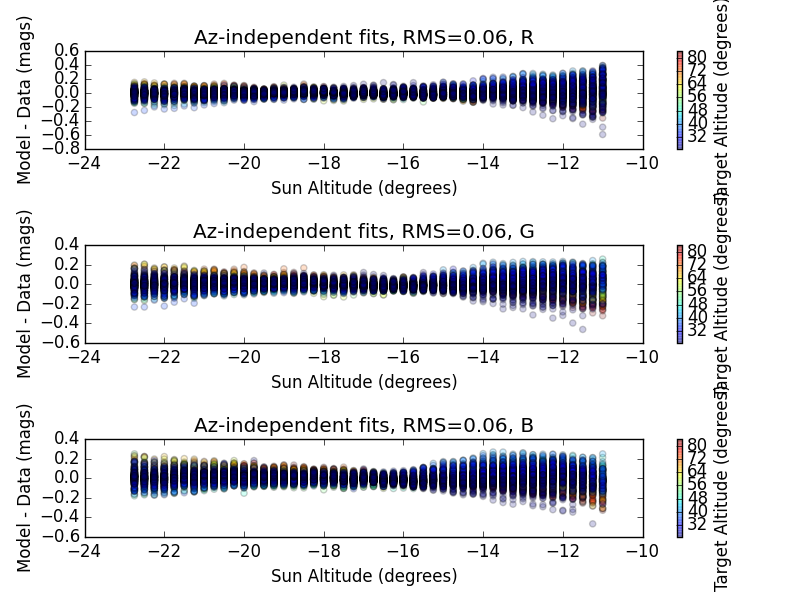 Az-independent fits, RMS=0.06, R
Model - Data (mags)
0.6
0.4
0.2
0.0
−0.2
−0.4
−0.6
−0.8
−24 −22 −20 −18 −16 −14 −12 −10
Sun Altitude (degrees)
80
72
64
56
48
40
32
Target Altitude (degrees)
Az-independent fits, RMS=0.06, G
Model - Data (mags)
0.4
0.2
0.0
−0.2
−0.4
−0.6
−24 −22 −20 −18 −16 −14 −12 −10
Sun Altitude (degrees)
80
72
64
56
48
40
32
Target Altitude (degrees)
Az-independent fits, RMS=0.06, B
Model - Data (mags)
0.4
0.2
0.0
−0.2
−0.4
−0.6
−24 −22 −20 −18 −16 −14 −12 −10
Sun Altitude (degrees)
80
72
64
56
48
40
32
Target Altitude (degrees)